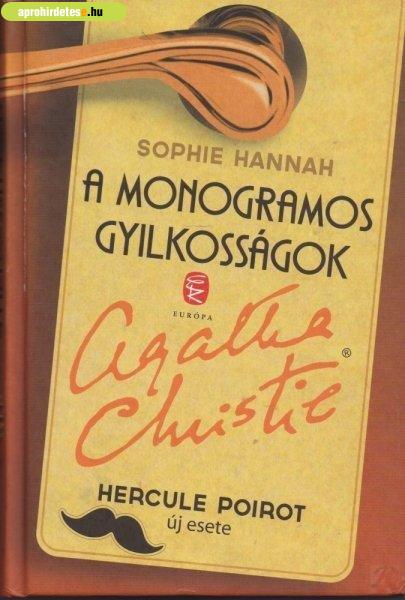 aprohirdetes.hu
SOPHIE HANNAH
A MONOGRAMOS
GYILKOSSÁGOK
EURÓPA
Agatha
Christie®
HERCULE POIROT
új esete